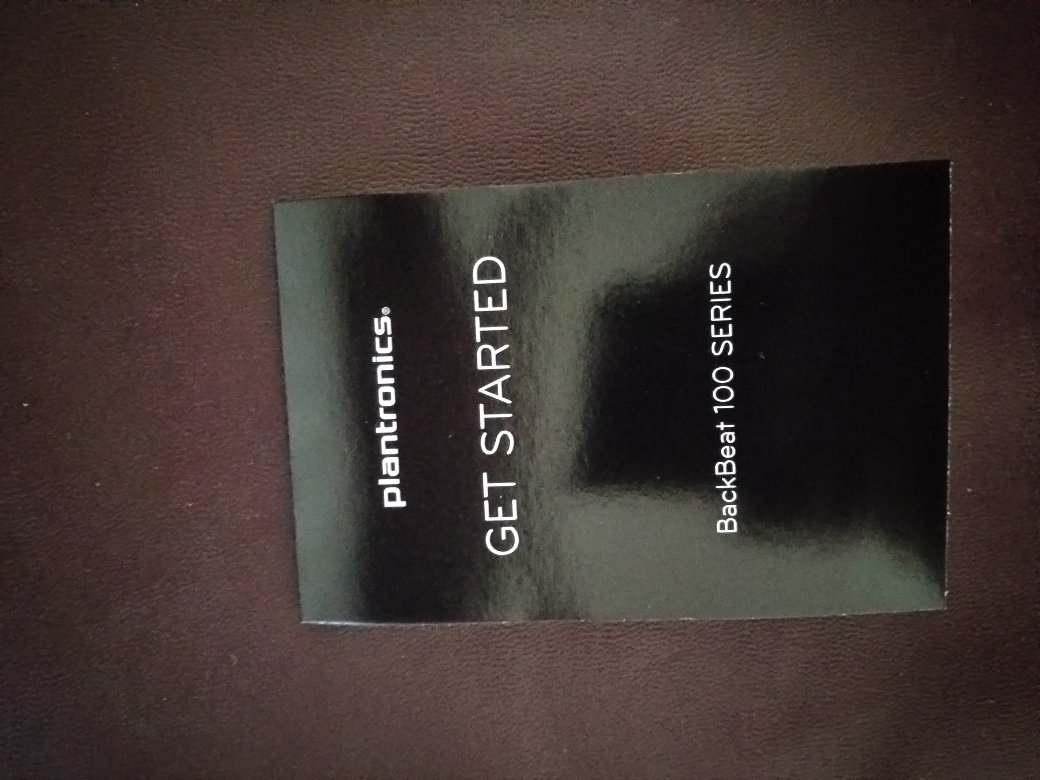 plantronics®
GET STARTED
BackBeat 100 SERIES